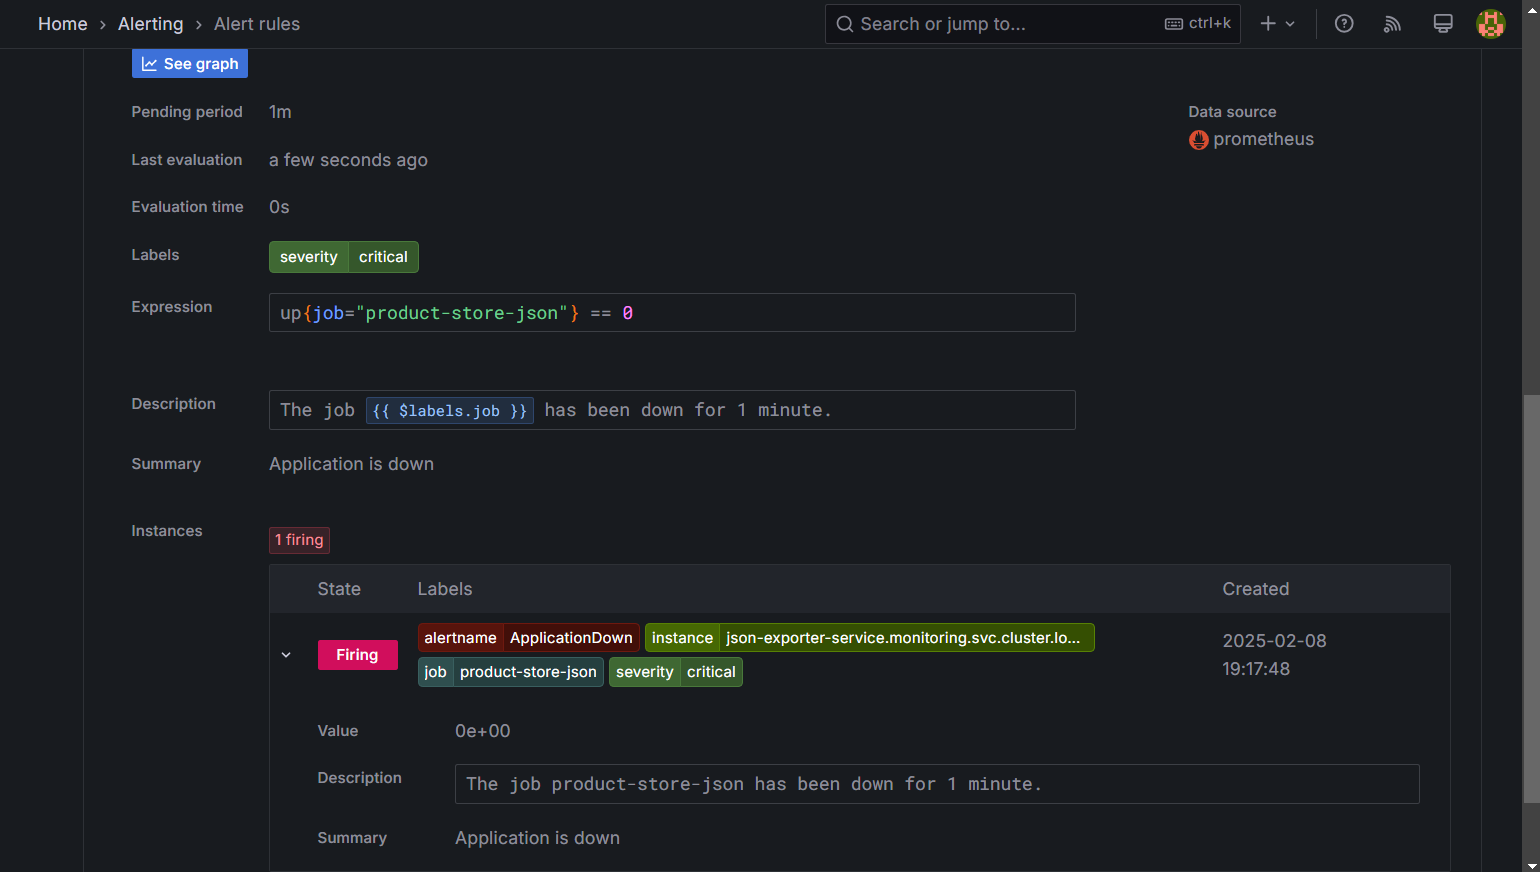 Home › Alerting › Alert rules
Search or jump to... ctrl+k
See graph
Pending period 1m
Data source
prometheus
Last evaluation a few seconds ago
Evaluation time 0s
Labels severity critical
Expression up{job="product-store-json"} == 0
Description The job {{ $labels.job }} has been down for 1 minute.
Summary Application is down
Instances 1 firing
State Labels Created
Firing alertname ApplicationDown instance json-exporter-service.monitoring.svc.cluster.lo...
job product-store-json severity critical
2025-02-08
19:17:48
Value 0e+00
Description The job product-store-json has been down for 1 minute.
Summary Application is down